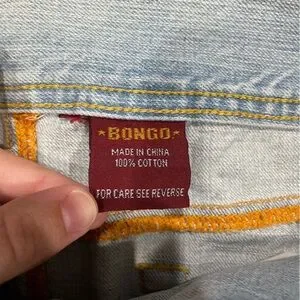 ★BONGO★
MADE IN CHINA
100% COTTON
FOR CARE SEE REVERSE